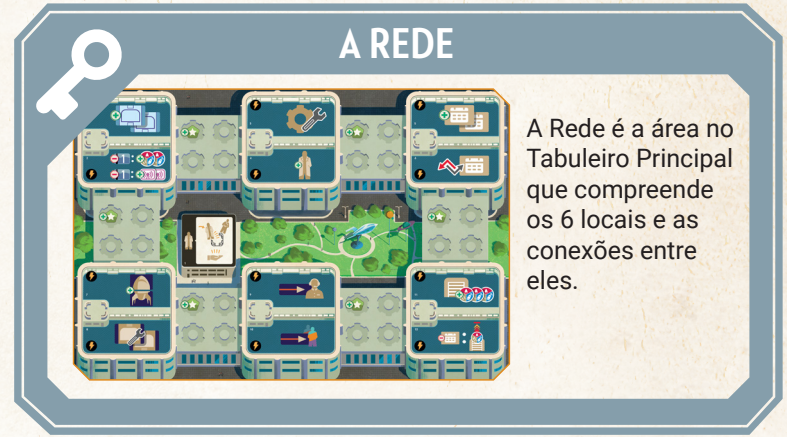 A REDE
A Rede é a área no
Tabuleiro Principal
que compreende
os 6 locais e as
conexões entre
eles.